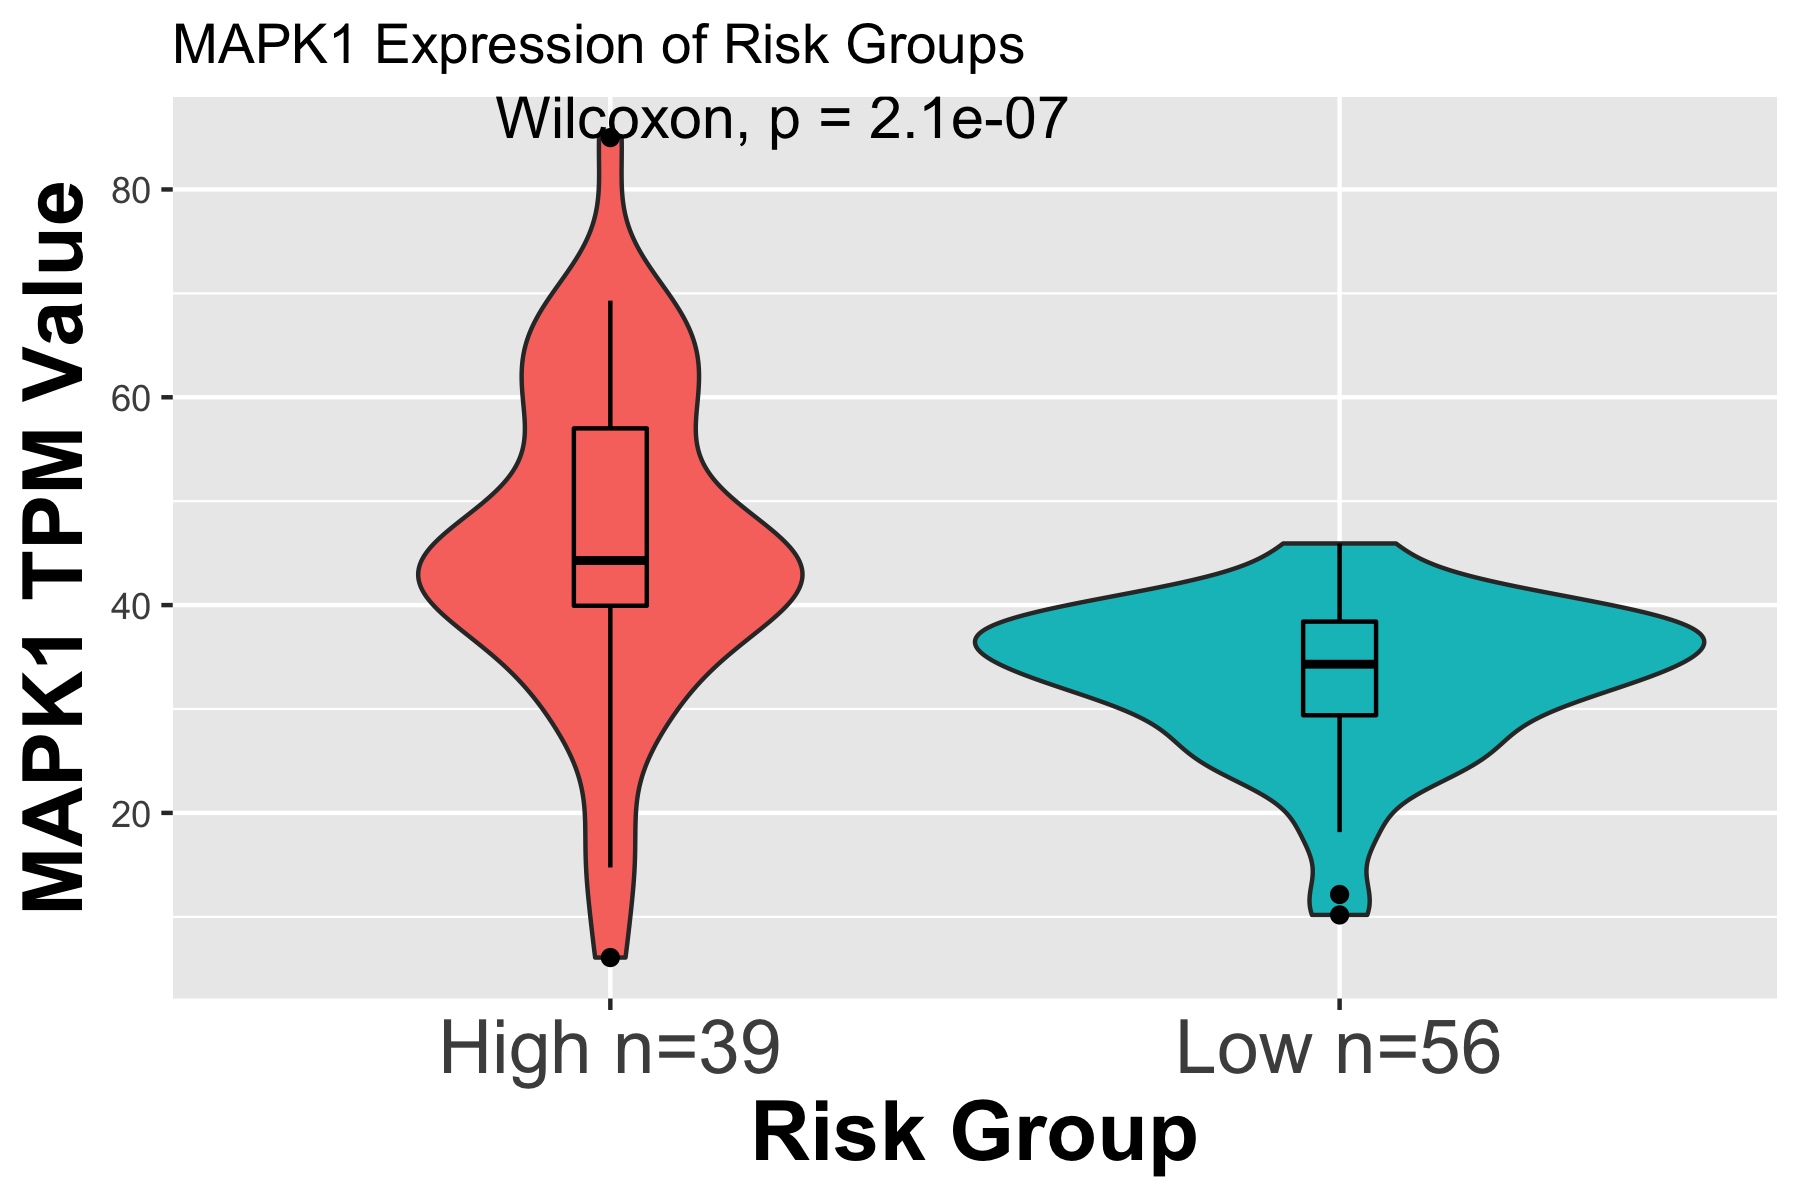 MAPK1 Expression of Risk Groups
Wilcoxon, p = 2.1e-07
MAPK1 TPM Value
80
60
40
20
High n=39
Low n=56
Risk Group